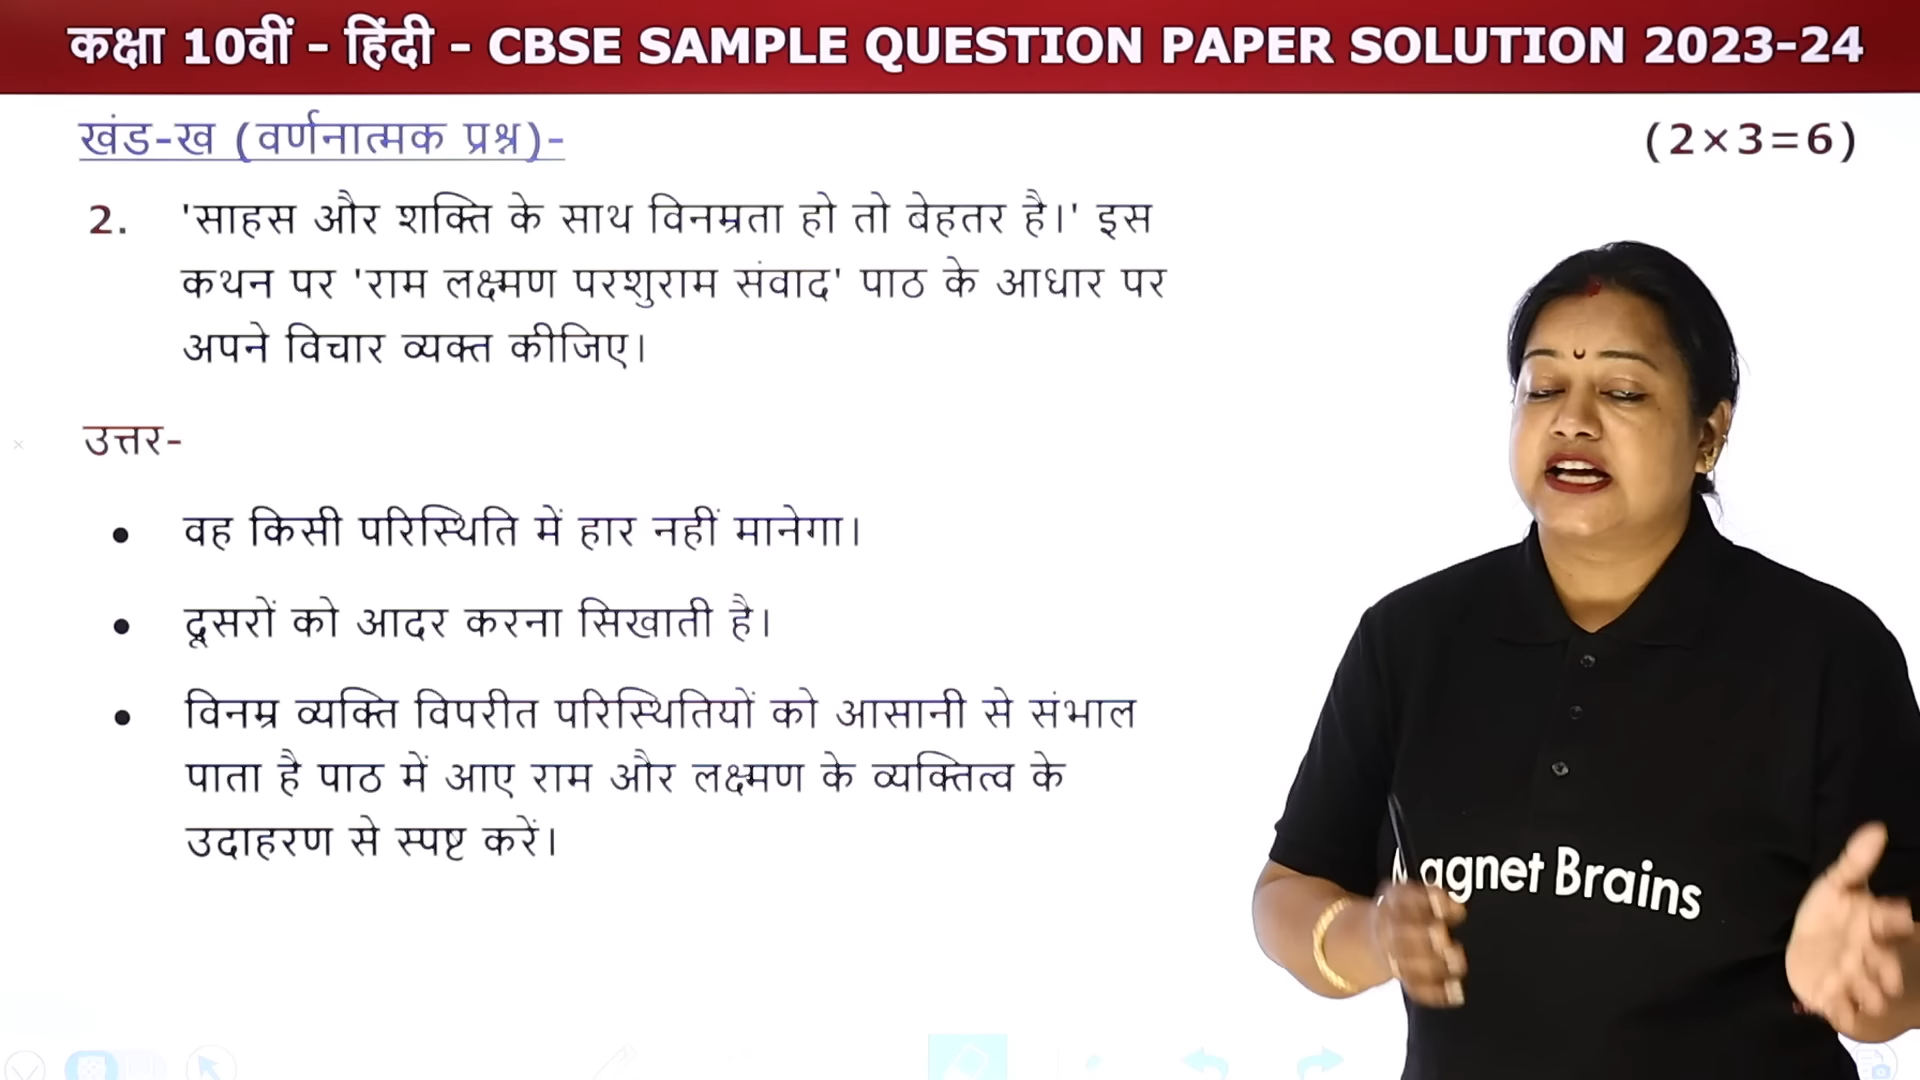 कक्षा 10वीं - हिंदी - CBSE SAMPLE QUESTION PAPER SOLUTION 2023-24
खंड-ख (वर्णनात्मक प्रश्न)-
(2×3=6)
2. 'साहस और शक्ति के साथ विनम्रता हो तो बेहतर है।' इस
कथन पर 'राम लक्ष्मण परशुराम संवाद' पाठ के आधार पर
अपने विचार व्यक्त कीजिए।
उत्तर-
• वह किसी परिस्थिति में हार नहीं मानेगा।
• दूसरों को आदर करना सिखाती है।
• विनम्र व्यक्ति विपरीत परिस्थितियों को आसानी से संभाल
पाता है पाठ में आए राम और लक्ष्मण के व्यक्तित्व के
उदाहरण से स्पष्ट करें।
Magnet Brains